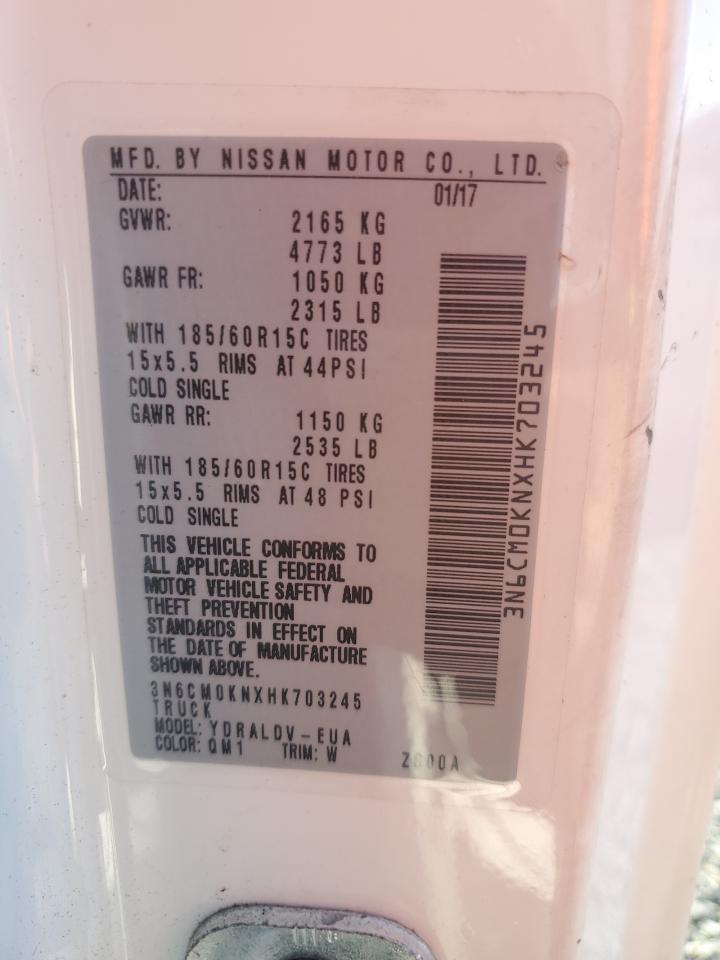 MFD. BY NISSAN MOTOR CO., LTD.
DATE: 01/17
GVWR: 2165 KG
4773 LB
GAWR FR: 1050 KG
2315 LB
WITH 185/60R15C TIRES
15x5.5 RIMS AT 44PSI
COLD SINGLE
GAWR RR: 1150 KG
2535 LB
WITH 185/60R15C TIRES
15x5.5 RIMS AT 48 PSI
COLD SINGLE
THIS VEHICLE CONFORMS TO
ALL APPLICABLE FEDERAL
MOTOR VEHICLE SAFETY AND
THEFT PREVENTION
STANDARDS IN EFFECT ON
THE DATE OF MANUFACTURE
SHOWN ABOVE.
3N6CM0KNXHK703245
TRUCK
MODEL: YDRALDV-EUA
COLOR: QM1 TRIM: W
3N6CM0KNXHK703245